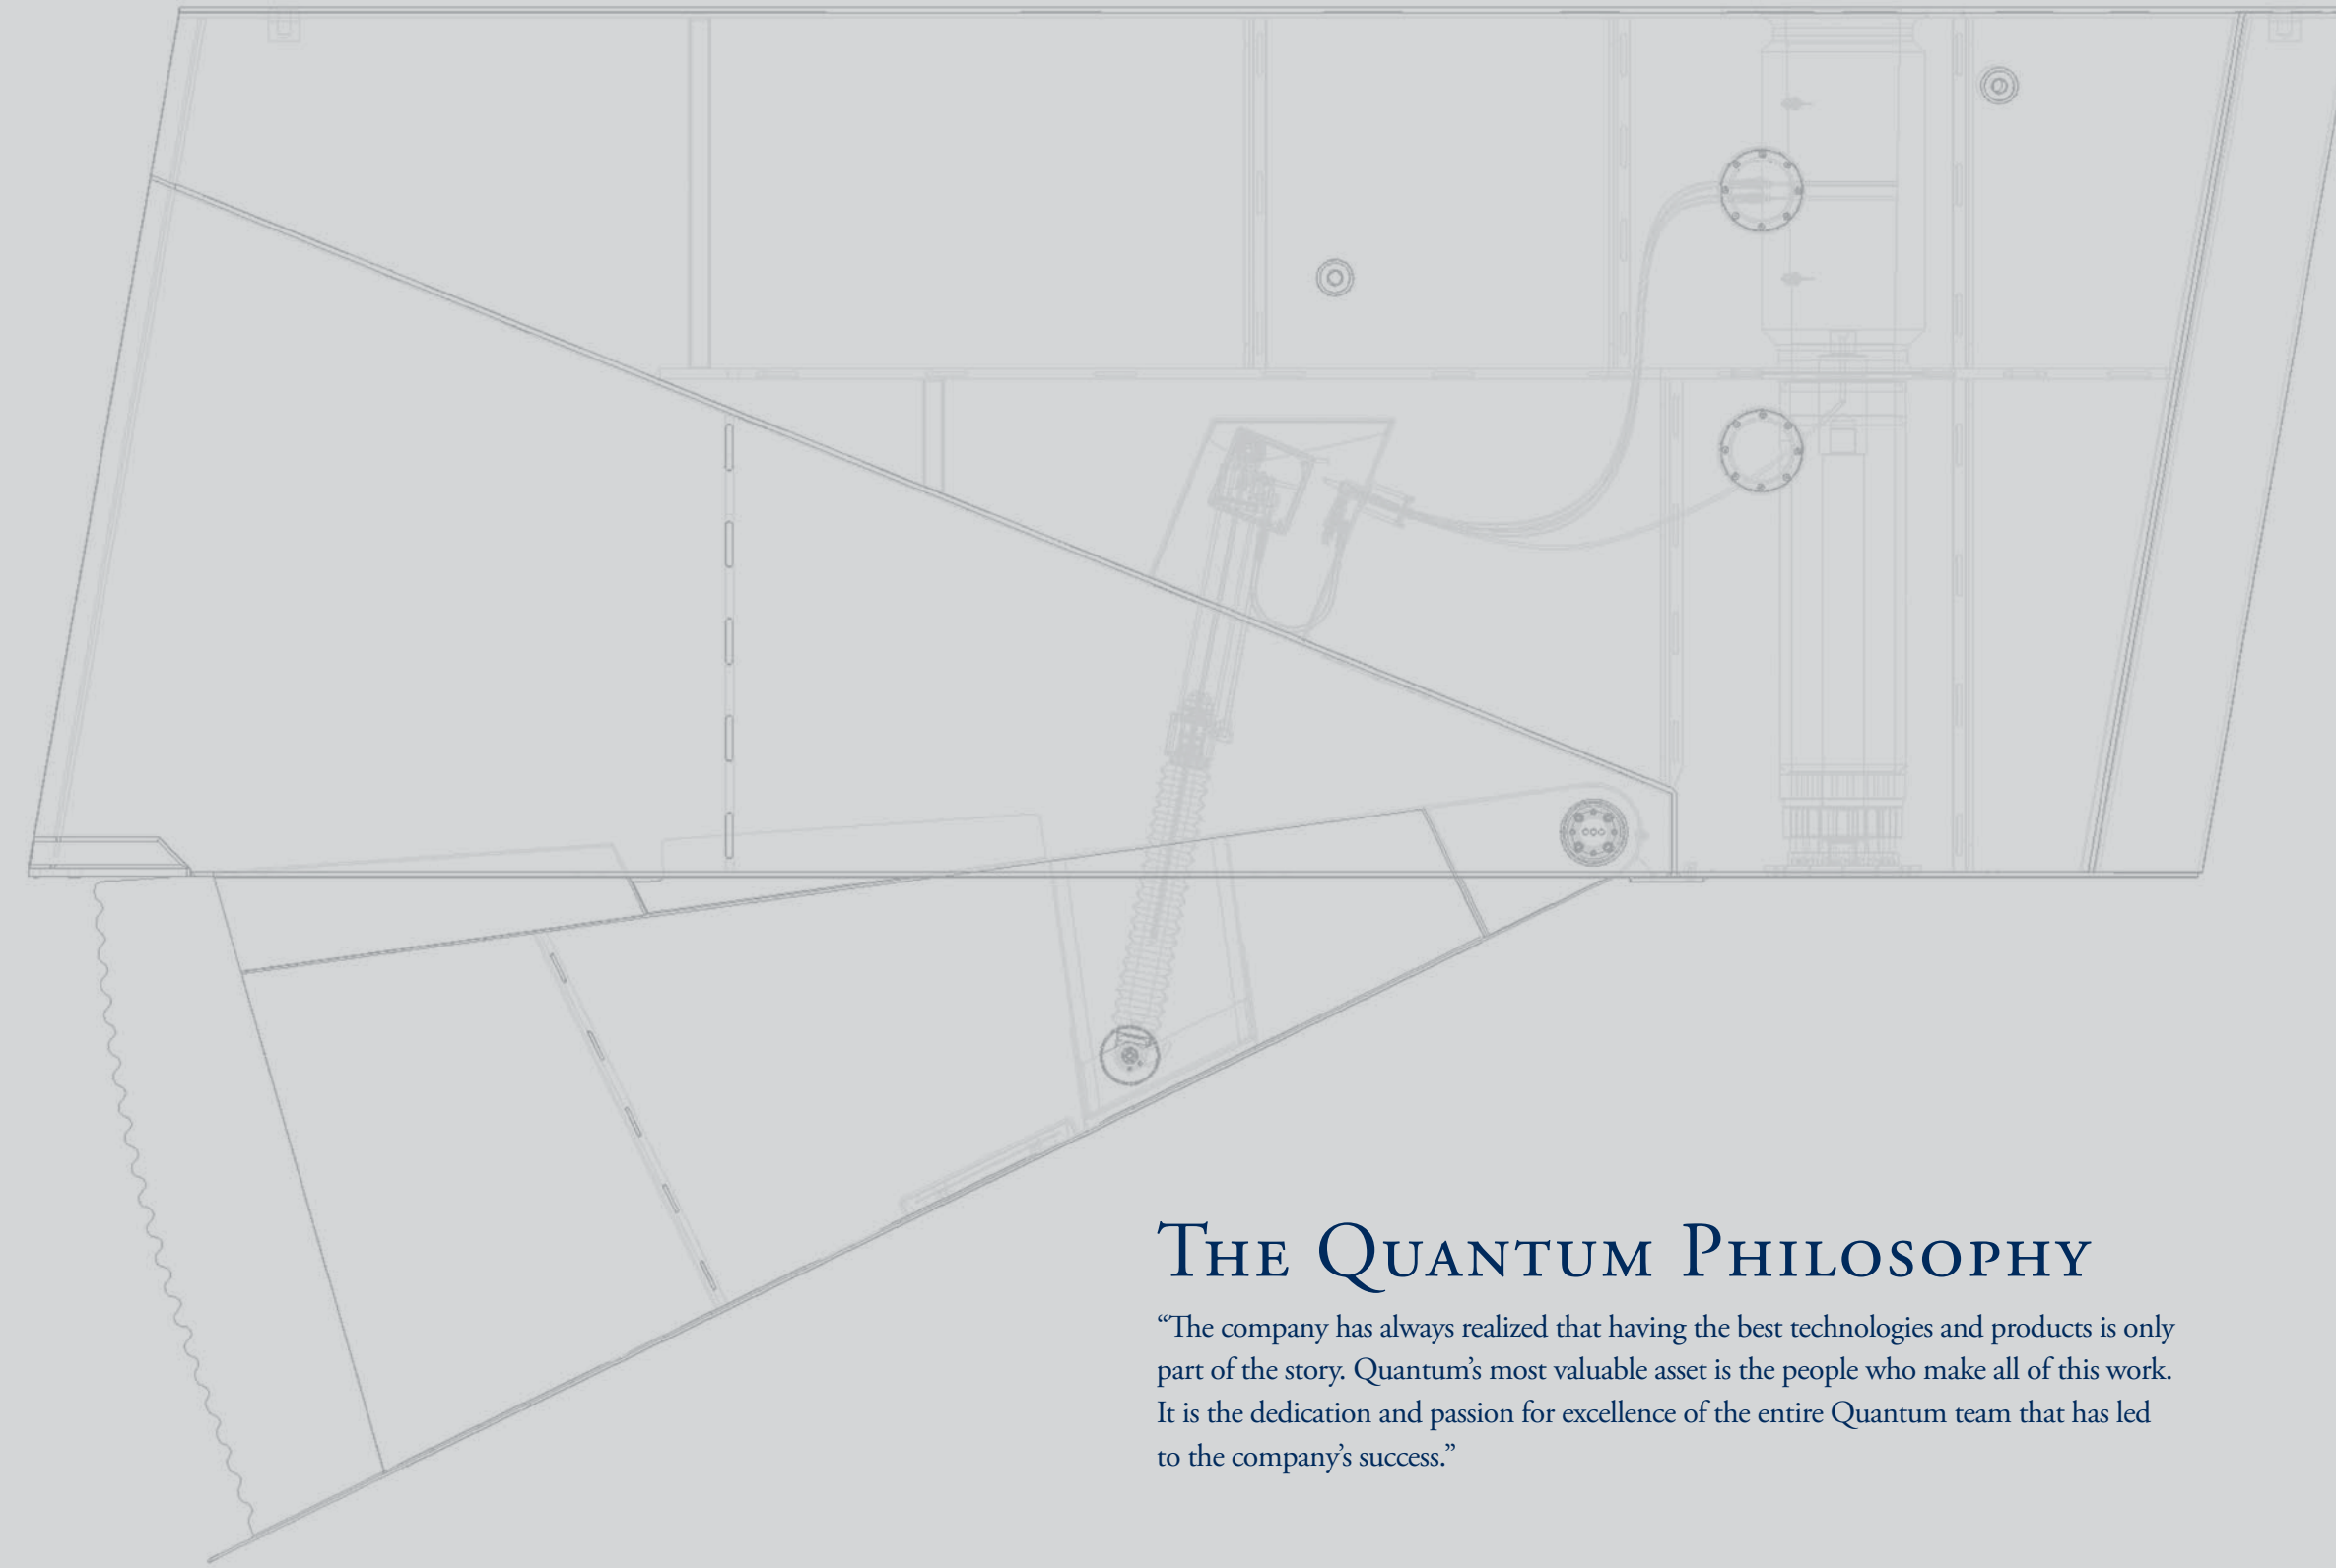 The Quantum Philosophy
“The company has always realized that having the best technologies and products is only
part of the story. Quantum’s most valuable asset is the people who make all of this work.
It is the dedication and passion for excellence of the entire Quantum team that has led
to the company’s success.”